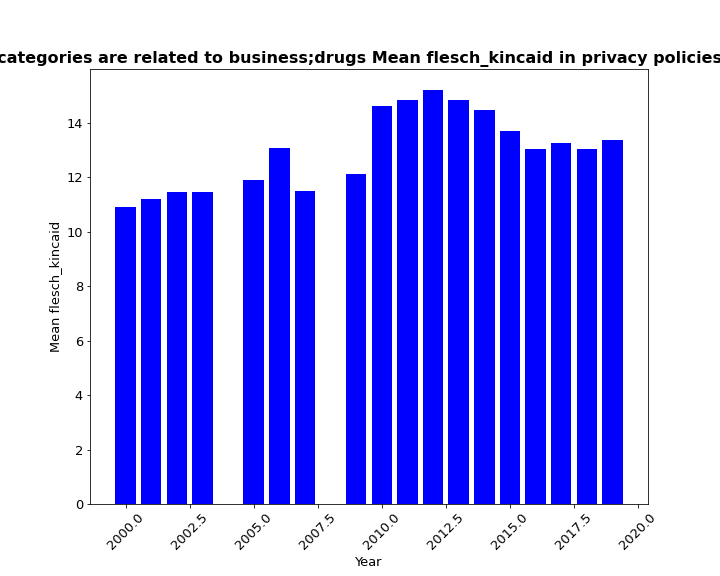 categories are related to business;drugs Mean flesch_kincaid in privacy policies
14
12
10
8
6
4
2
0
Mean flesch_kincaid
2000.0 2002.5 2005.0 2007.5 2010.0 2012.5 2015.0 2017.5 2020.0
Year